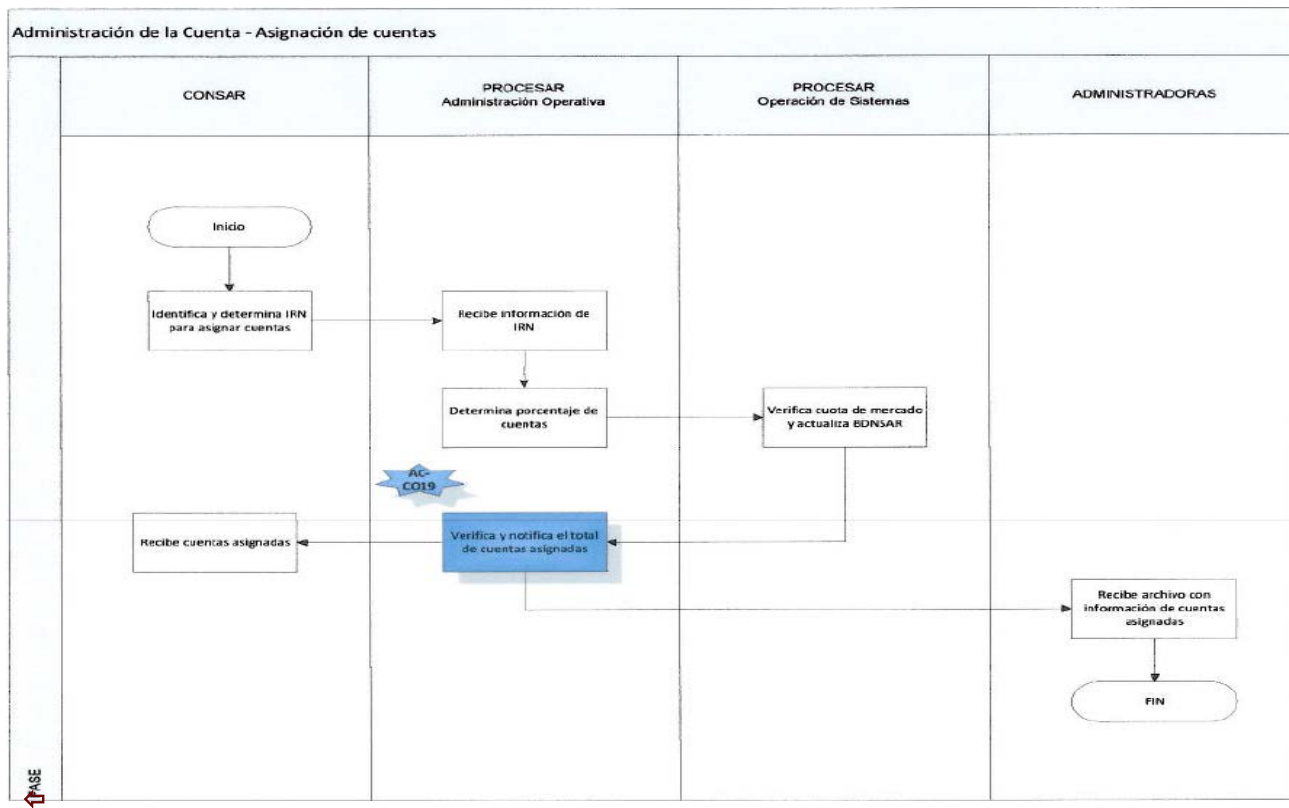 Administración de la Cuenta - Asignación de cuentas
CONSAR
PROCESAR
Administración Operativa
PROCESAR
Operación de Sistemas
ADMINISTRADORAS
Inicio
Identifica y determina IRN
para asignar cuentas
Recibe información de
IRN
Determina porcentaje de
cuentas
Verifica cuota de mercado
y actualiza BDNSAR
AC-
CO19
Recibe cuentas asignadas
Verifica y notifica el total
de cuentas asignadas
Recibe archivo con
información de cuentas
asignadas
FIN
FASE